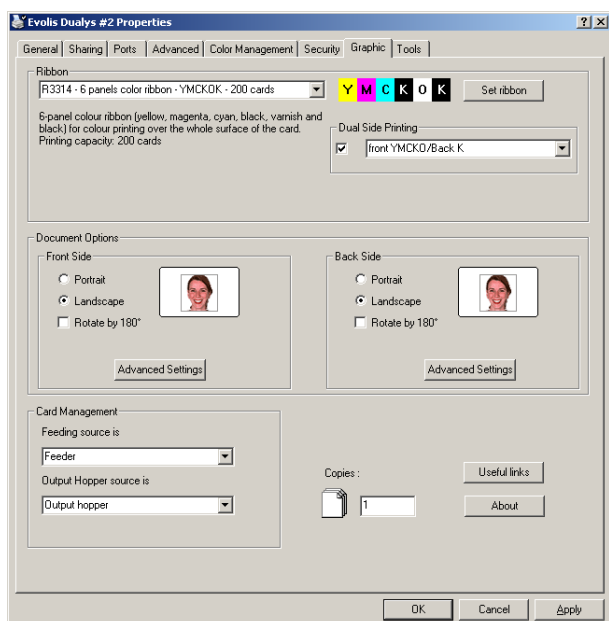 Evolis Dualys #2 Properties
General Sharing Ports Advanced Color Management Security Graphic Tools
Ribbon
R3314 - 6 panels color ribbon - YMCKOK - 200 cards
Y M C K O K
Set ribbon
6-panel colour ribbon (yellow, magenta, cyan, black, varnish and
black) for colour printing over the whole surface of the card.
Printing capacity: 200 cards
Dual Side Printing
front YMCKO/Back K
Document Options
Front Side
Portrait
Landscape
Rotate by 180°
Advanced Settings
Back Side
Portrait
Landscape
Rotate by 180°
Advanced Settings
Card Management
Feeding source is
Feeder
Output Hopper source is
Output hopper
Copies :
1
Useful links
About
OK Cancel Apply